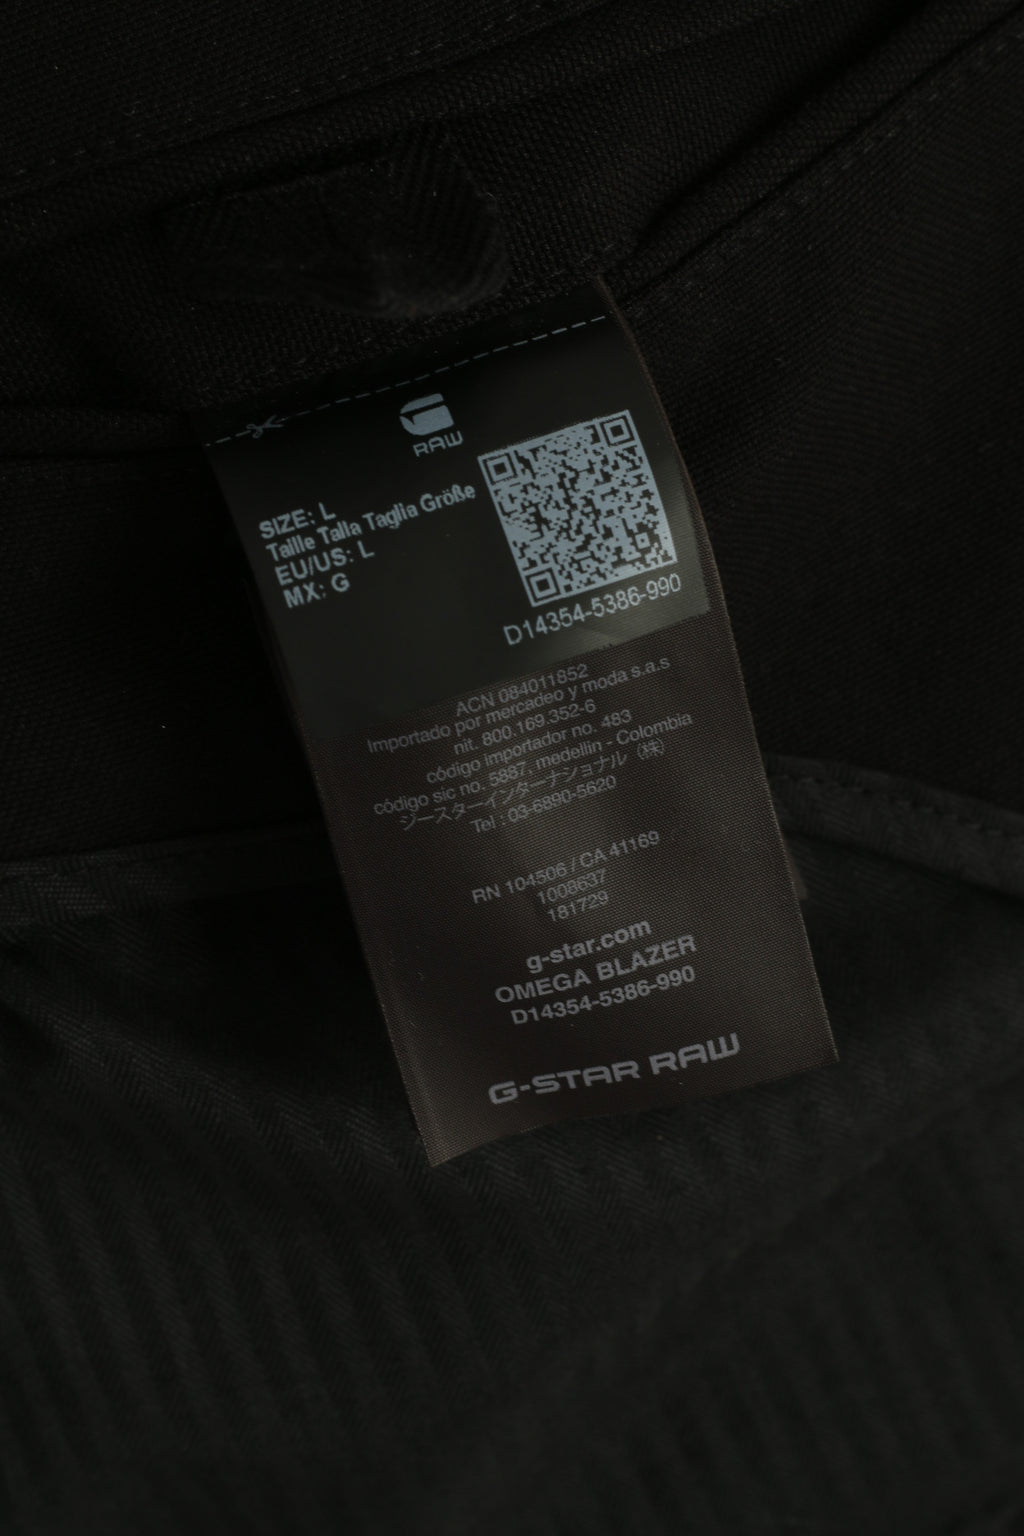 RAW
SIZE: L
Taille Talla Taglia Größe
EU/US: L
MX: G
D14354-5386-990
ACN 084011852
Importado por mercadeo y moda s.a.s
nit. 800.169.352-6
código importador no. 483
código sic no. 5887, medellin - Colombia
ジースターインターナショナル（株）
Tel : 03-6890-5620
RN 104506 / CA 41169
1008637
181729
g-star.com
OMEGA BLAZER
D14354-5386-990
G-STAR RAW